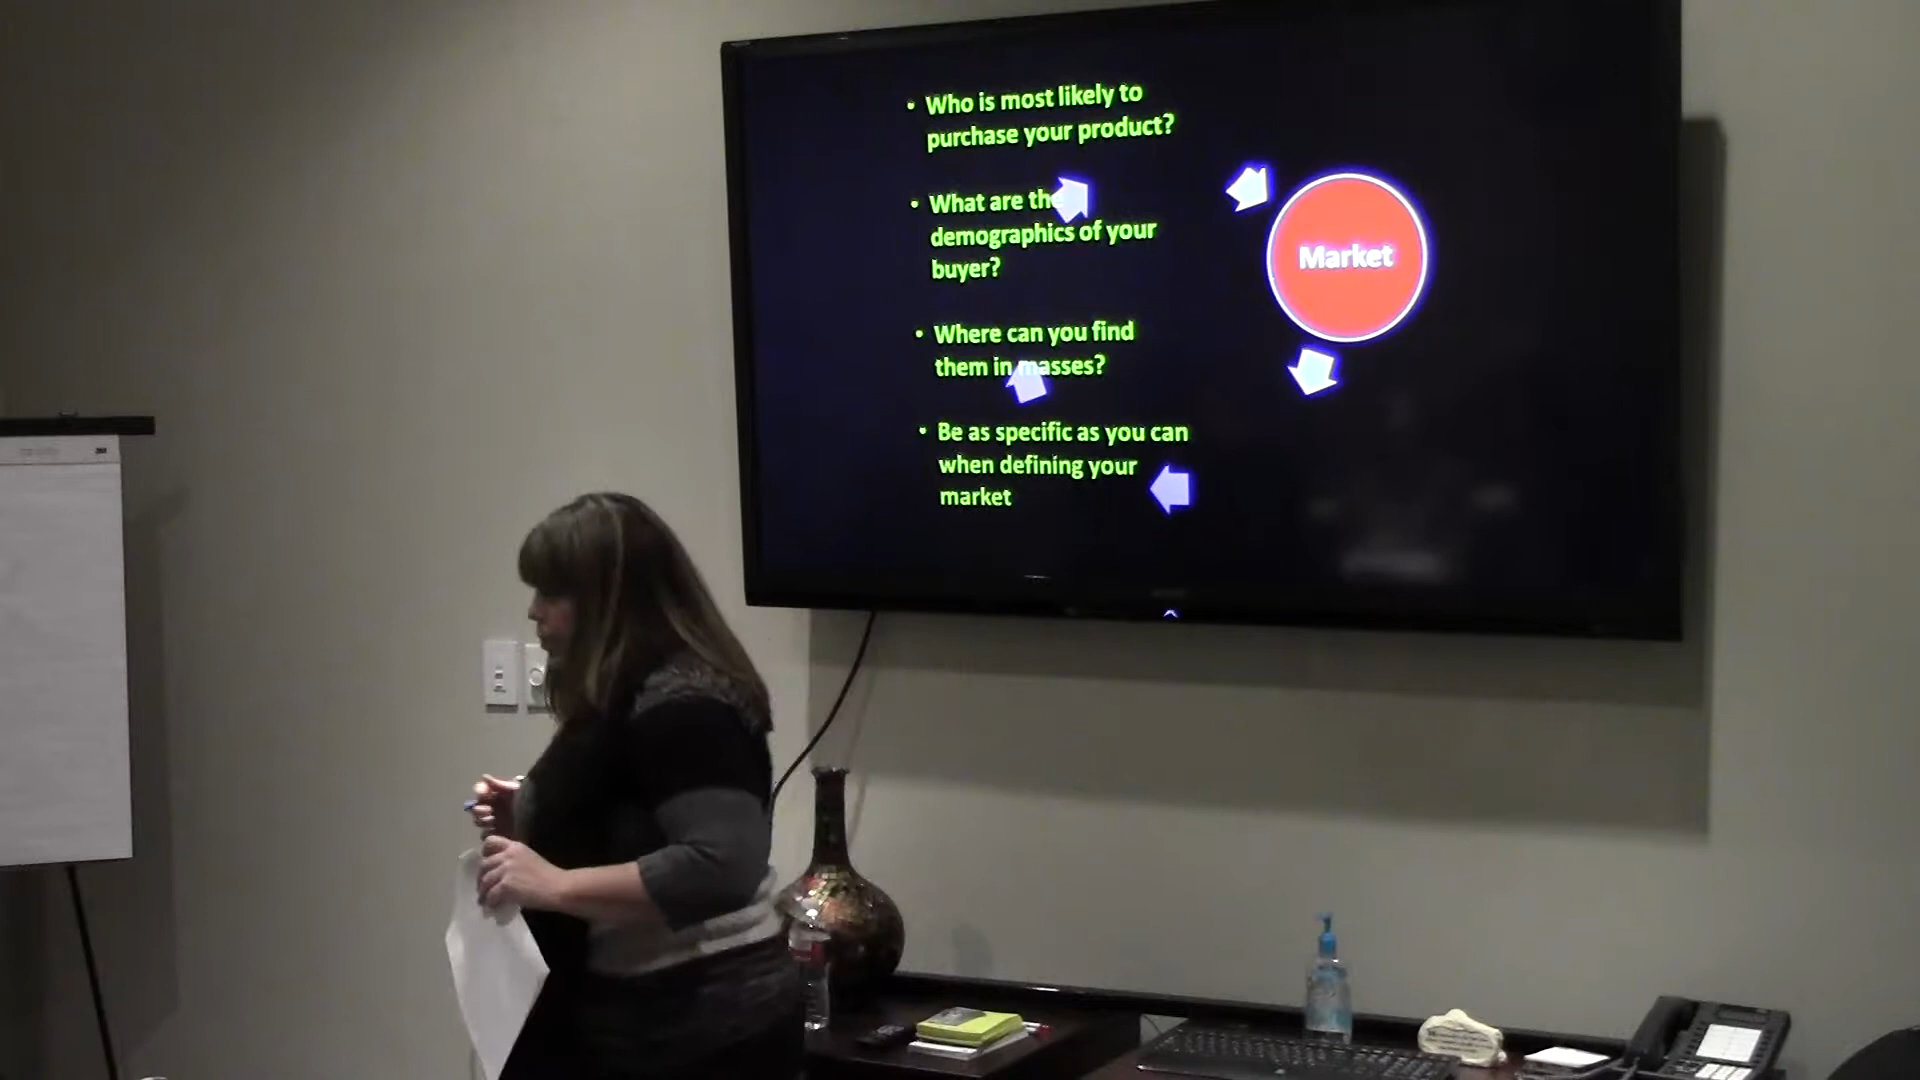 • Who is most likely to
purchase your product?
• What are the
demographics of your
buyer?
• Where can you find
them in masses?
• Be as specific as you can
when defining your
market
Market